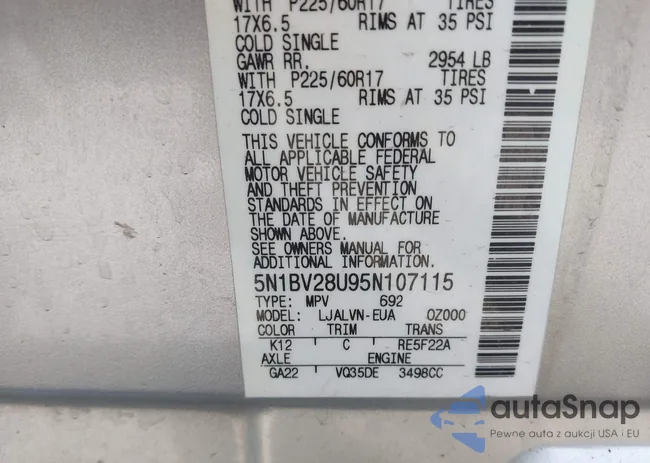 WITH P225/60R17 TIRES
17X6.5 RIMS AT 35 PSI
COLD SINGLE
GAWR RR. 2954 LB
WITH P225/60R17 TIRES
17X6.5 RIMS AT 35 PSI
COLD SINGLE
THIS VEHICLE CONFORMS TO
ALL APPLICABLE FEDERAL
MOTOR VEHICLE SAFETY
AND THEFT PREVENTION
STANDARDS IN EFFECT ON
THE DATE OF MANUFACTURE
SHOWN ABOVE.
SEE OWNERS MANUAL FOR
ADDITIONAL INFORMATION.
5N1BV28U95N107115
TYPE: MPV 692
MODEL: LJALVN-EUA 0Z000
COLOR TRIM TRANS
K12 C RE5F22A
AXLE ENGINE
GA22 VQ35DE 3498CC
autaSnap
Pewne auta z aukcji USA i EU